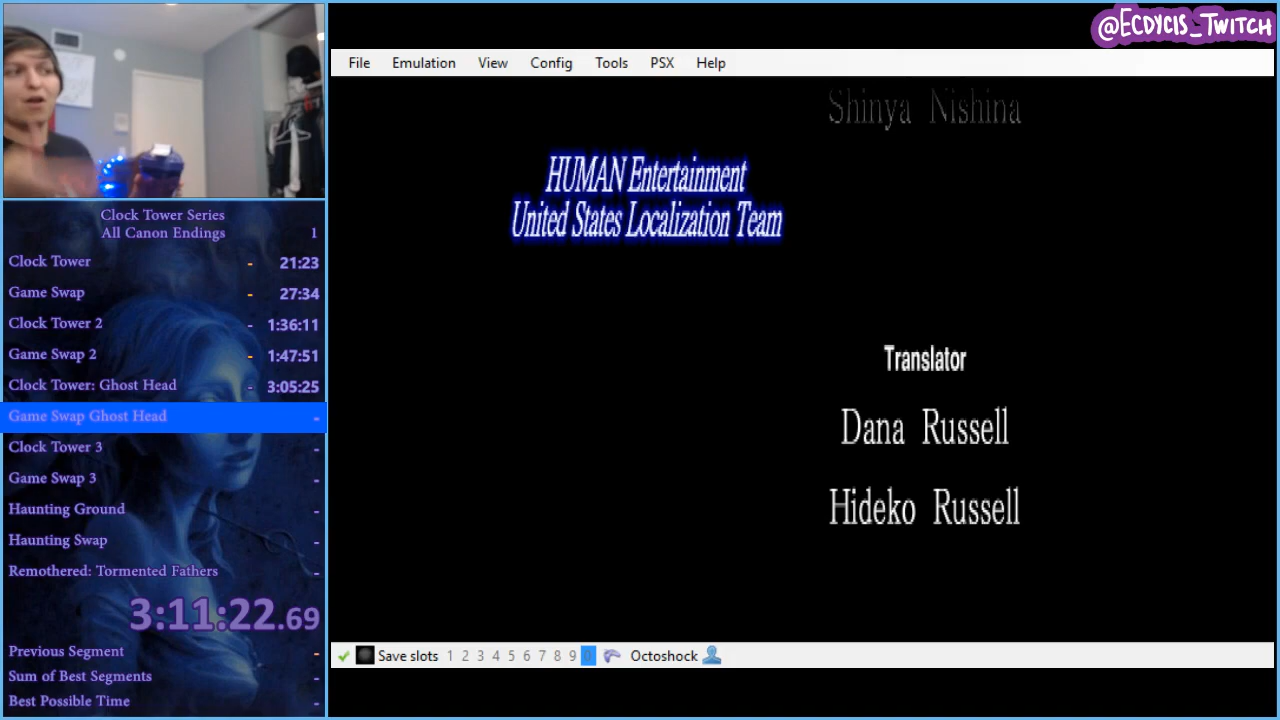 @Ecdycis_Twitch
File Emulation View Config Tools PSX Help
Shinya Nishina
HUMAN Entertainment
United States Localization Team
Translator
Dana Russell
Hideko Russell
Save slots 1 2 3 4 5 6 7 8 9 0 Octoshock
Clock Tower Series
All Canon Endings 1
Clock Tower - 21:23
Game Swap - 27:34
Clock Tower 2 - 1:36:11
Game Swap 2 - 1:47:51
Clock Tower: Ghost Head - 3:05:25
Game Swap Ghost Head -
Clock Tower 3 -
Game Swap 3 -
Haunting Ground -
Haunting Swap -
Remothered: Tormented Fathers -
3:11:22.69
Previous Segment -
Sum of Best Segments -
Best Possible Time -